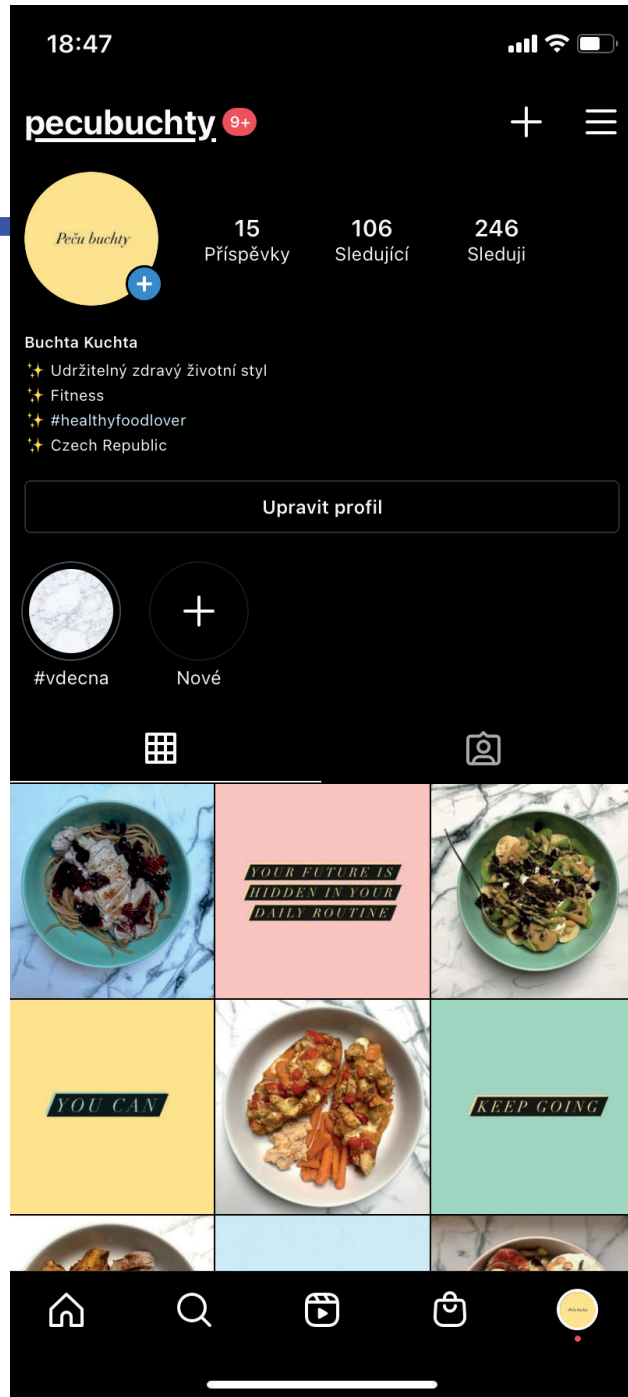 18:47
pecubuchty 9+
Peču buchty
15 106 246
Příspěvky Sledující Sleduji
Buchta Kuchta
✨ Udržitelný zdravý životní styl
✨ Fitness
✨ #healthyfoodlover
✨ Czech Republic
Upravit profil
#vdecna Nové
YOUR FUTURE IS
HIDDEN IN YOUR
DAILY ROUTINE
YOU CAN
KEEP GOING
Peču buchty